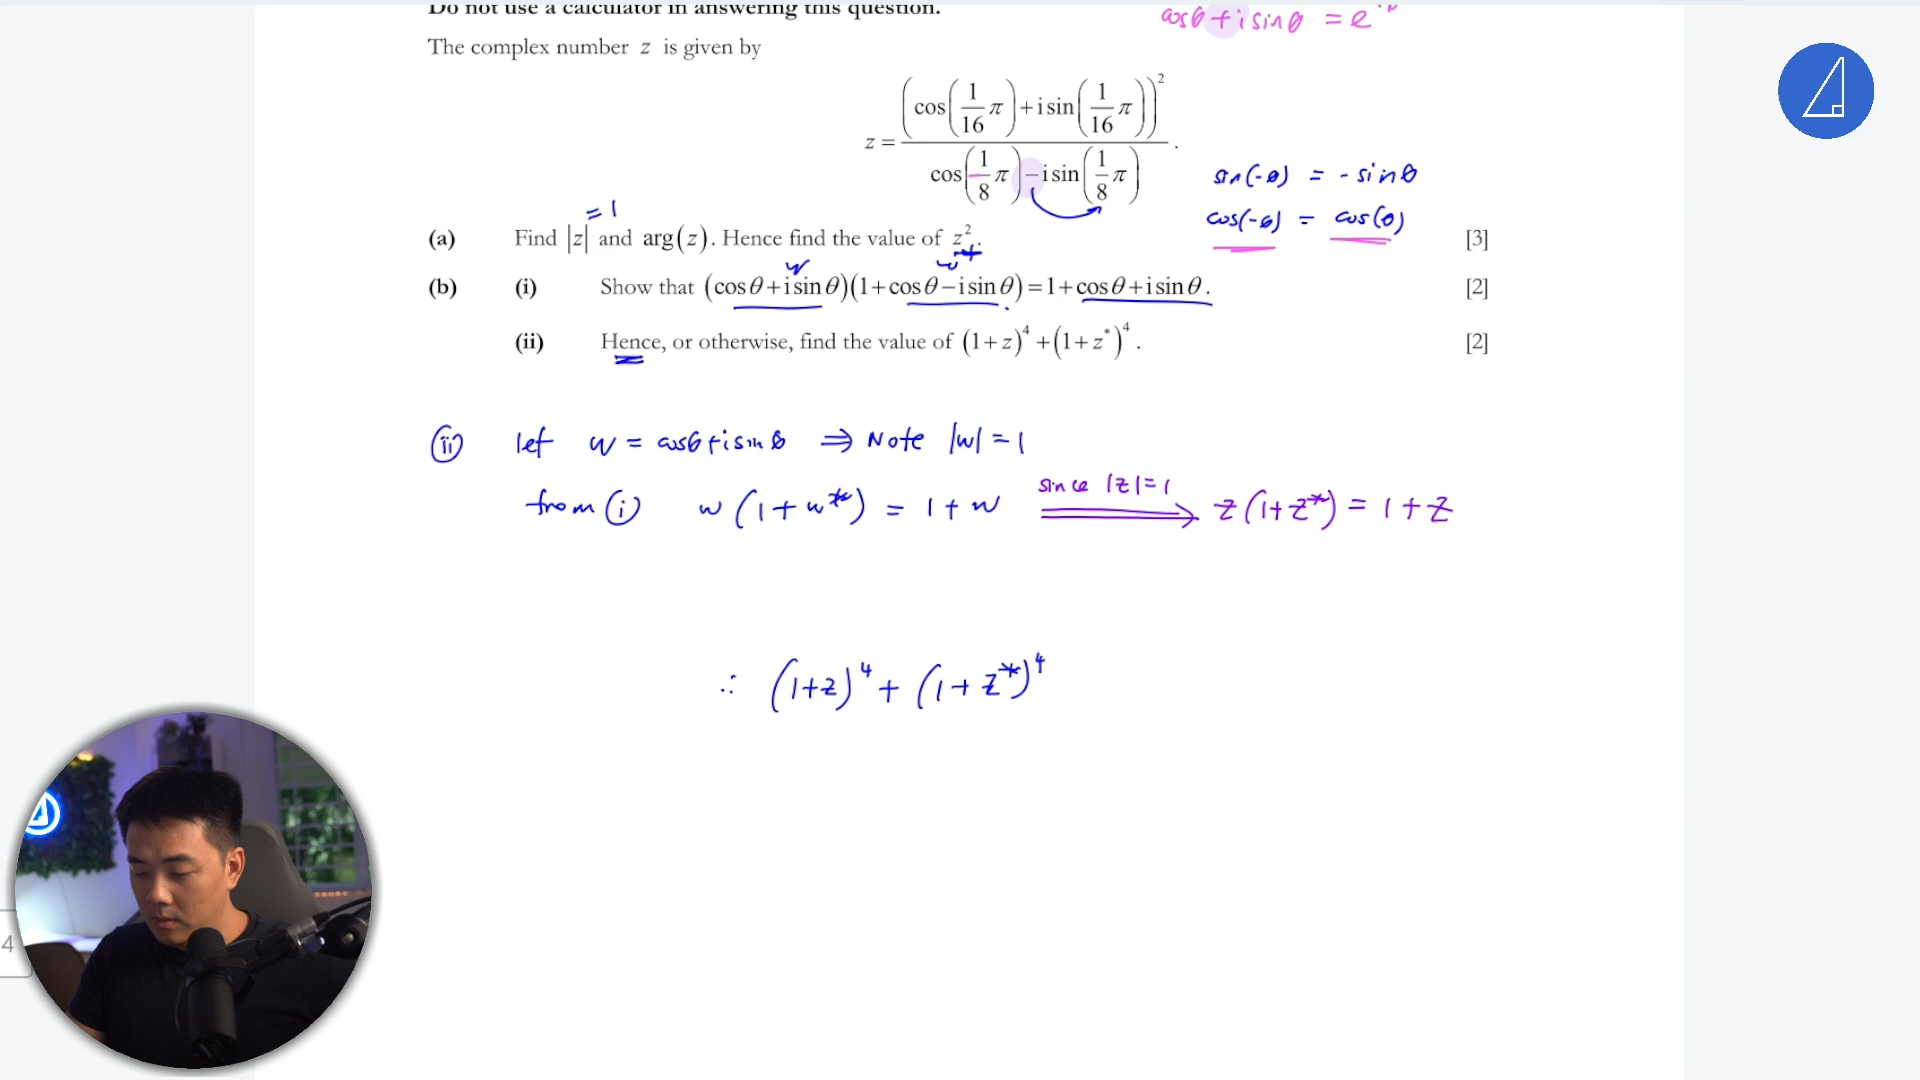 Do not use a calculator in answering this question.
cosθ + i sinθ = e
The complex number z is given by
z = (cos(1/16 π) + i sin(1/16 π))² / (cos(1/8 π) − i sin(1/8 π)) .
sin(-θ) = - sinθ
cos(-θ) = cos(θ)
= 1
(a) Find |z| and arg(z). Hence find the value of z². [3]
w w*
(b) (i) Show that (cosθ + i sinθ)(1 + cosθ − i sinθ) = 1 + cosθ + i sinθ. [2]
(ii) Hence, or otherwise, find the value of (1+z)⁴ + (1+z*)⁴. [2]
(ii) let w = cosθ + i sinθ ⇒ Note |w| = 1
from (i) w(1 + w*) = 1 + w since |z| = 1 ⇒ z(1 + z*) = 1 + z
∴ (1+z)⁴ + (1 + z*)⁴
4